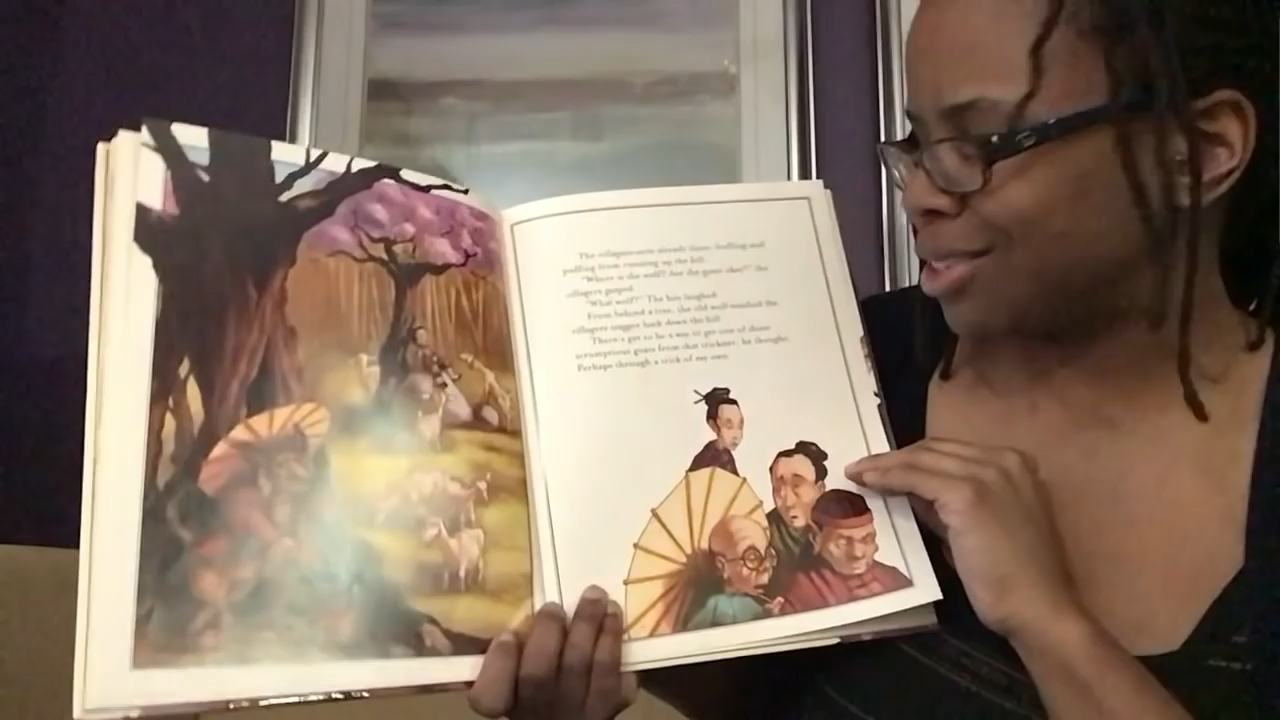 The villagers were already there, huffing and
puffing from running up the hill.
"Where is the wolf? Are the goats okay?" the
villagers gasped.
"What wolf?" The boy laughed.
From behind a tree, the old wolf watched the
villagers stagger back down the hill.
There's got to be a way to get one of those
scrumptious goats from that trickster, he thought.
Perhaps through a trick of my own.